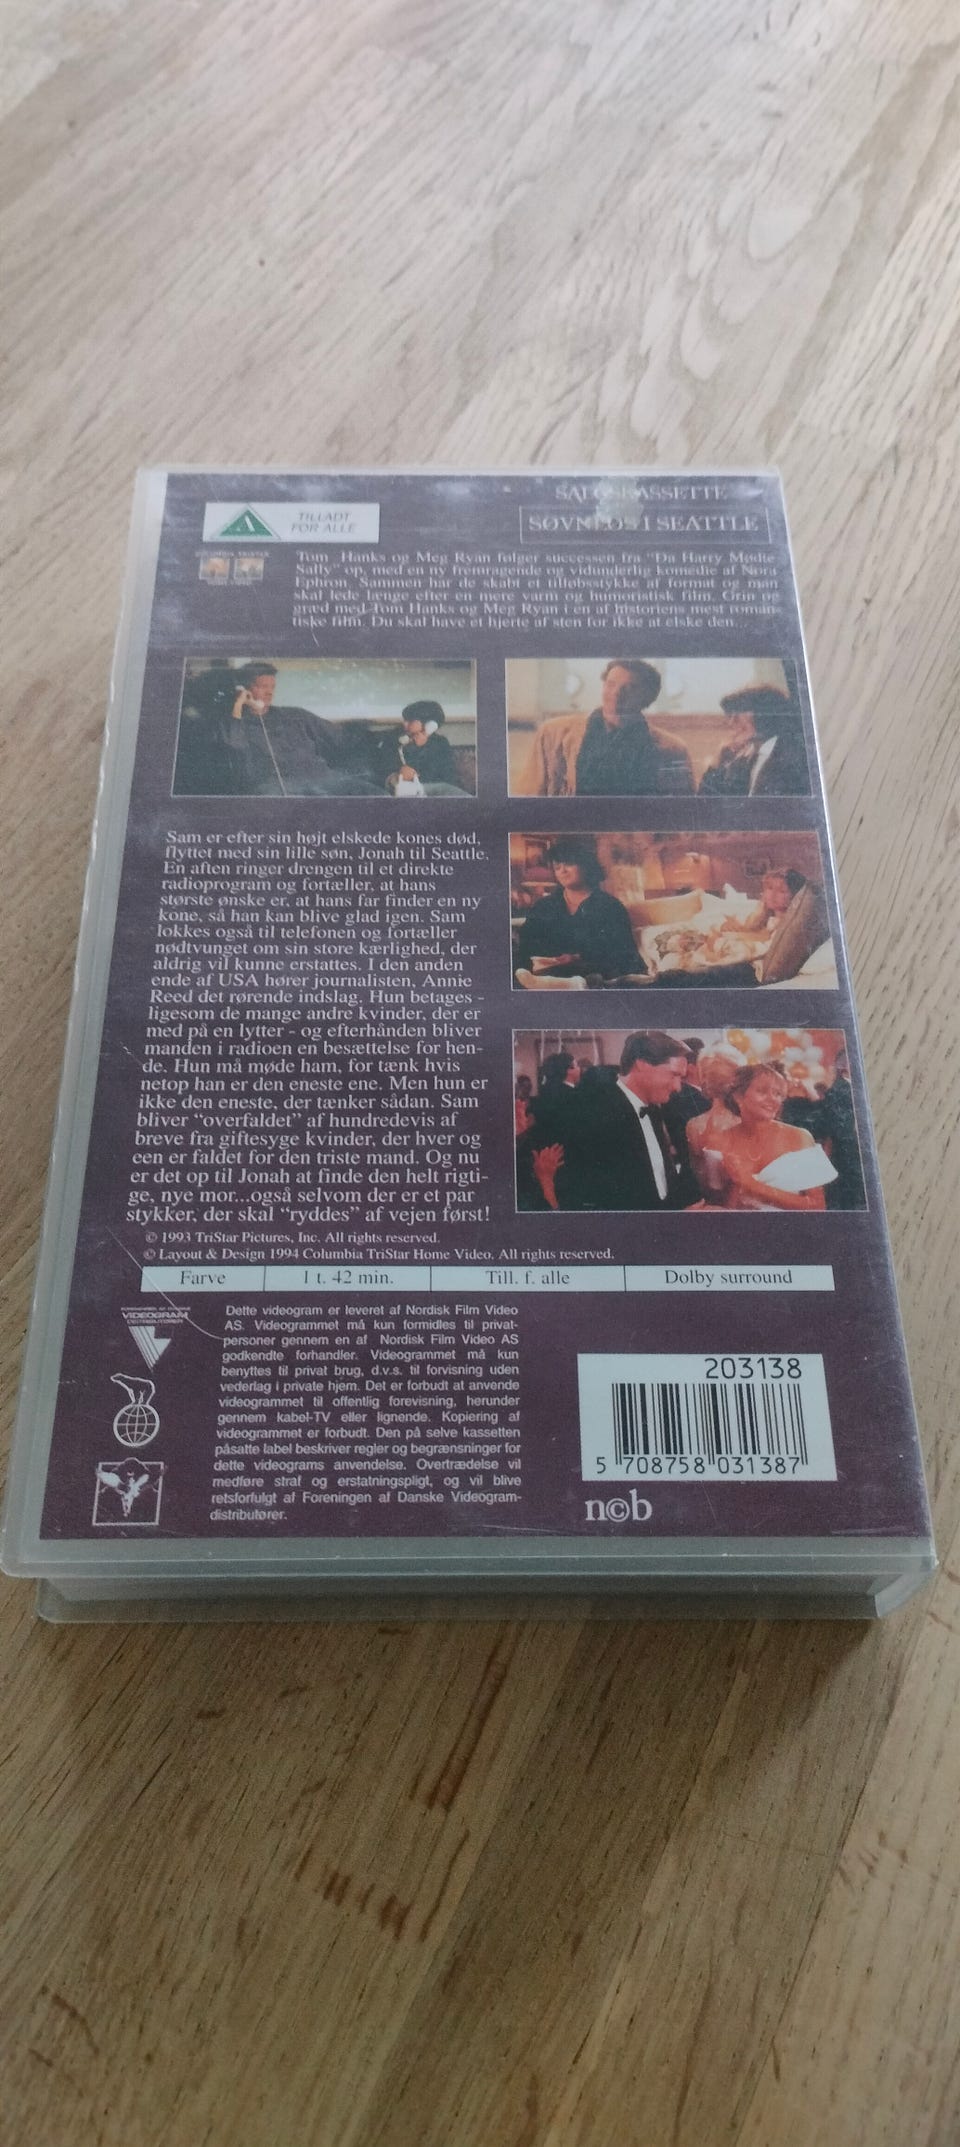 SALGSKASSETTE
SØVNLØS I SEATTLE
A
TILLADT
FOR ALLE
COLUMBIA TRISTAR
HOME VIDEO
Tom Hanks og Meg Ryan følger successen fra "Da Harry Mødte
Sally" op, med en ny fremragende og vidunderlig komedie af Nora
Ephron. Sammen har de skabt et tilløbsstykke af format og man
skal lede længe efter en mere varm og humoristisk film. Grin og
græd med Tom Hanks og Meg Ryan i en af historiens mest roman-
tiske film. Du skal have et hjerte af sten for ikke at elske den...
Sam er efter sin højt elskede kones død,
flyttet med sin lille søn, Jonah til Seattle.
En aften ringer drengen til et direkte
radioprogram og fortæller, at hans
største ønske er, at hans far finder en ny
kone, så han kan blive glad igen. Sam
lokkes også til telefonen og fortæller
nødtvunget om sin store kærlighed, der
aldrig vil kunne erstattes. I den anden
ende af USA hører journalisten, Annie
Reed det rørende indslag. Hun betages -
ligesom de mange andre kvinder, der er
med på en lytter - og efterhånden bliver
manden i radioen en besættelse for hen-
de. Hun må møde ham, for tænk hvis
netop han er den eneste ene. Men hun er
ikke den eneste, der tænker sådan. Sam
bliver "overfaldet" af hundredevis af
breve fra giftesyge kvinder, der hver og
een er faldet for den triste mand. Og nu
er det op til Jonah at finde den helt rigti-
ge, nye mor...også selvom der er et par
stykker, der skal "ryddes" af vejen først!
© 1993 TriStar Pictures, Inc. All rights reserved.
© Layout & Design 1994 Columbia TriStar Home Video. All rights reserved.
Farve 1 t. 42 min. Till. f. alle Dolby surround
VIDEOGRAM
DISTRIBUTØRER
Dette videogram er leveret af Nordisk Film Video
AS. Videogrammet må kun formidles til privat-
personer gennem en af Nordisk Film Video AS
godkendte forhandler. Videogrammet må kun
benyttes til privat brug, d.v.s. til forvisning uden
vederlag i private hjem. Det er forbudt at anvende
videogrammet til offentlig forevisning, herunder
gennem kabel-TV eller lignende. Kopiering af
videogrammet er forbudt. Den på selve kassetten
påsatte label beskriver regler og begrænsninger for
dette videograms anvendelse. Overtrædelse vil
medføre straf og erstatningspligt, og vil blive
retsforfulgt af Foreningen af Danske Videogram-
distributører.
203138
5 708758 031387
n©b